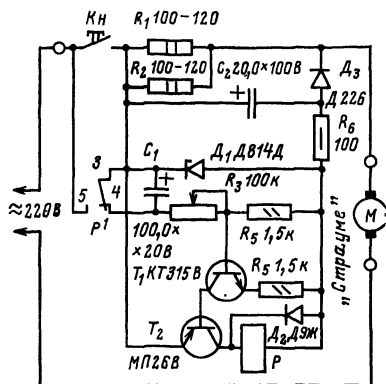 Кн
R₁ 100-120
R₂ 100-120
C₂ 20,0×100В
+
Д₃
Д226
R₆
100
C₁
+
Д₁ Д814Д
R₃ 100к
3
5
4
Р¹
≈220В
100,0×
×20В
R₅ 1,5к
М
"Страуме"
T₁ КТ315В
R₅ 1,5к
T₂
Д₂ Д9Ж
МП26В
Р